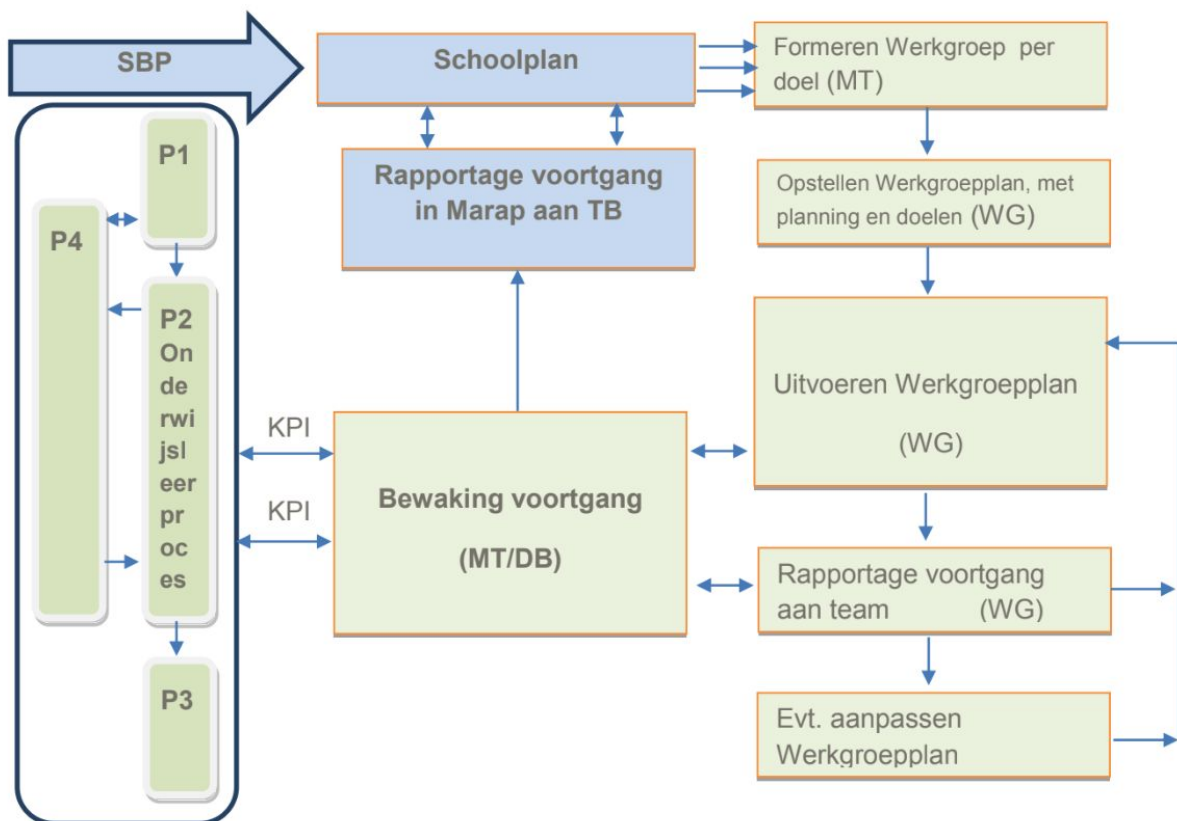 SBP
Schoolplan
Formeren Werkgroep per
doel (MT)
P1
Rapportage voortgang
in Marap aan TB
Opstellen Werkgroepplan, met
planning en doelen (WG)
P4
P2
On
de
rwi
jsl
eer
pr
oc
es
Uitvoeren Werkgroepplan
(WG)
KPI
KPI
Bewaking voortgang
(MT/DB)
Rapportage voortgang
aan team (WG)
P3
Evt. aanpassen
Werkgroepplan